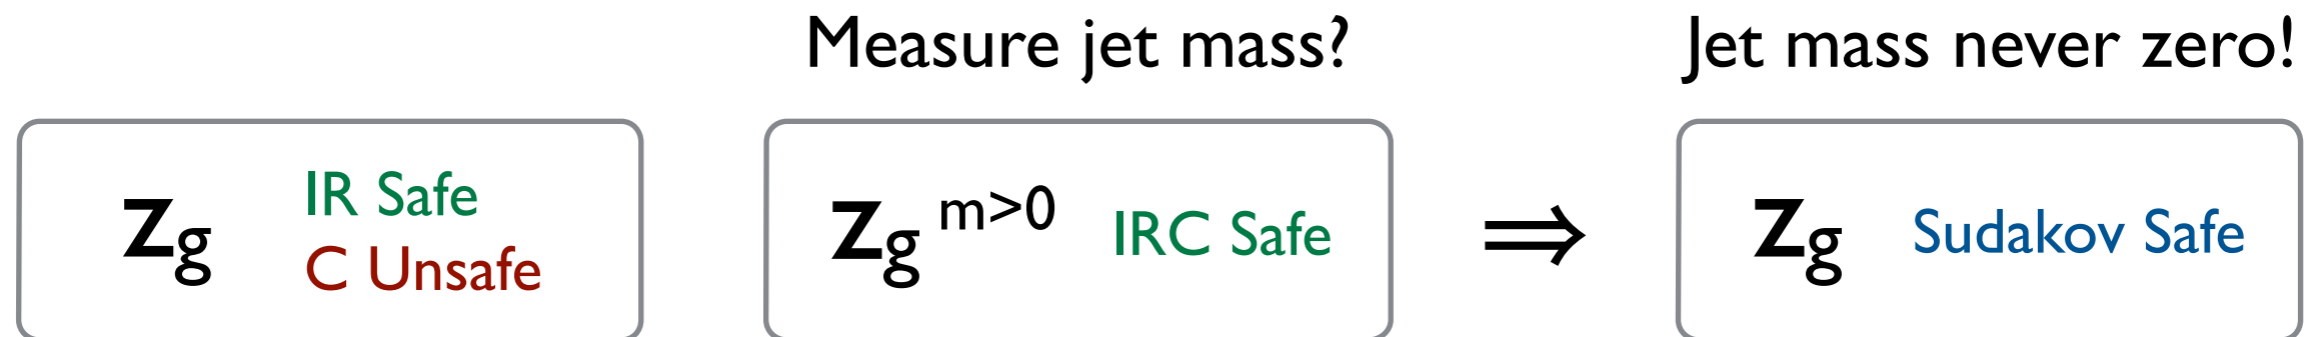 Measure jet mass?
Jet mass never zero!
zg IR Safe
C Unsafe
zg m>0 IRC Safe
⇒
zg Sudakov Safe